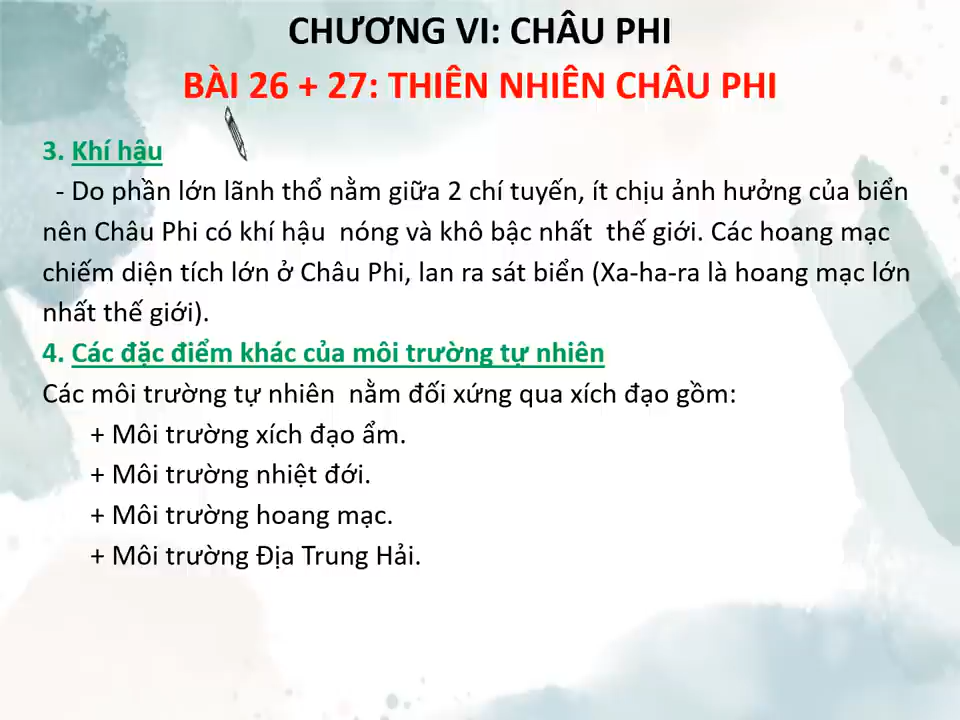 CHƯƠNG VI: CHÂU PHI
BÀI 26 + 27: THIÊN NHIÊN CHÂU PHI
3. Khí hậu
- Do phần lớn lãnh thổ nằm giữa 2 chí tuyến, ít chịu ảnh hưởng của biển
nên Châu Phi có khí hậu nóng và khô bậc nhất thế giới. Các hoang mạc
chiếm diện tích lớn ở Châu Phi, lan ra sát biển (Xa-ha-ra là hoang mạc lớn
nhất thế giới).
4. Các đặc điểm khác của môi trường tự nhiên
Các môi trường tự nhiên nằm đối xứng qua xích đạo gồm:
+ Môi trường xích đạo ẩm.
+ Môi trường nhiệt đới.
+ Môi trường hoang mạc.
+ Môi trường Địa Trung Hải.